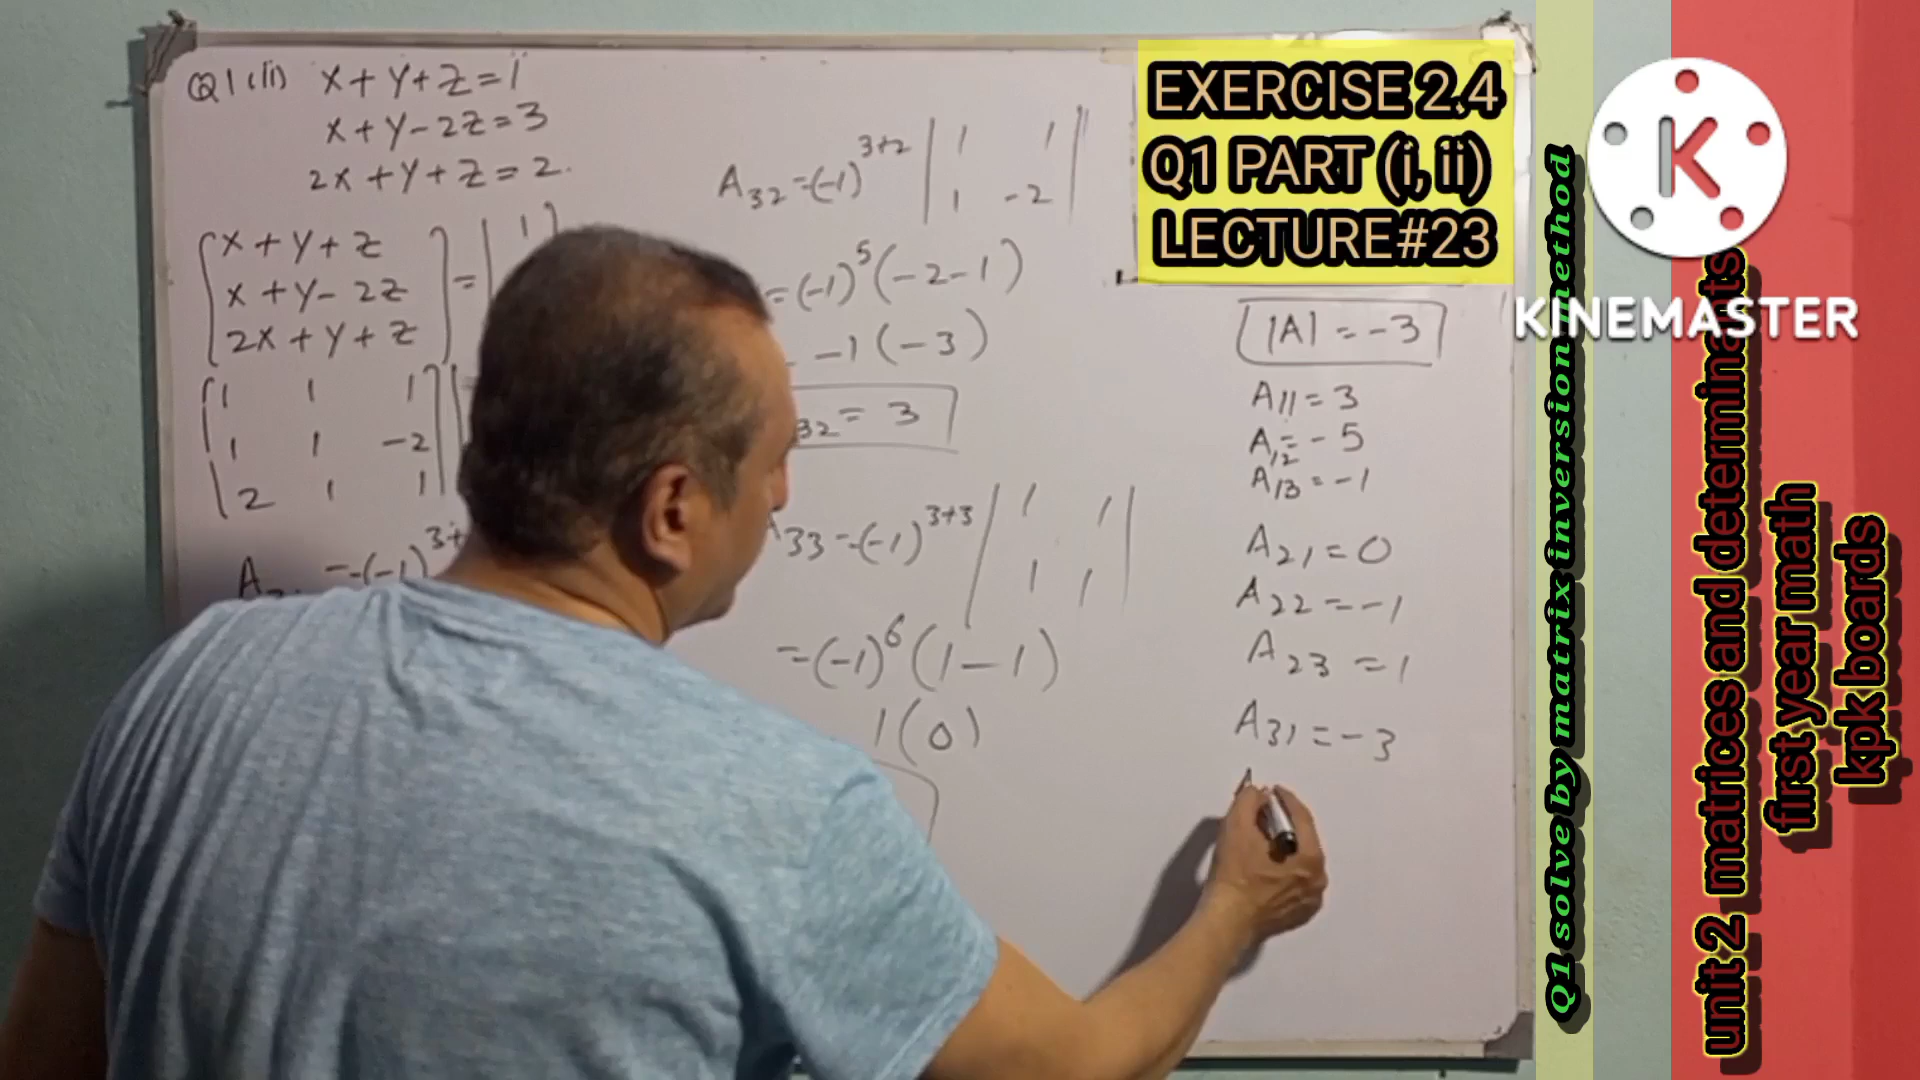 Q1(ii) x+y+z=1
x+y-2z=3
2x+y+z=2.
x+y+z
x+y-2z
2x+y+z
=
1
1 1 1
1 1 -2
2 1 1
=(-1)
A32=(-1)^3+2 | 1 1
1 -2 |
=(-1)^5(-2-1)
-1(-3)
32 = 3
33=(-1)^3+3 | 1 1
1 1 |
=(-1)^6(1-1)
1(0)
EXERCISE 2.4
Q1 PART (i, ii)
LECTURE#23
|A| = -3
A11=3
A12=-5
A13=-1
A21=0
A22=-1
A23=1
A31=-3
A
K
KINEMASTER
Q1 solve by matrix inversion method
unit 2 matrices and determinants
first year math
kpk boards